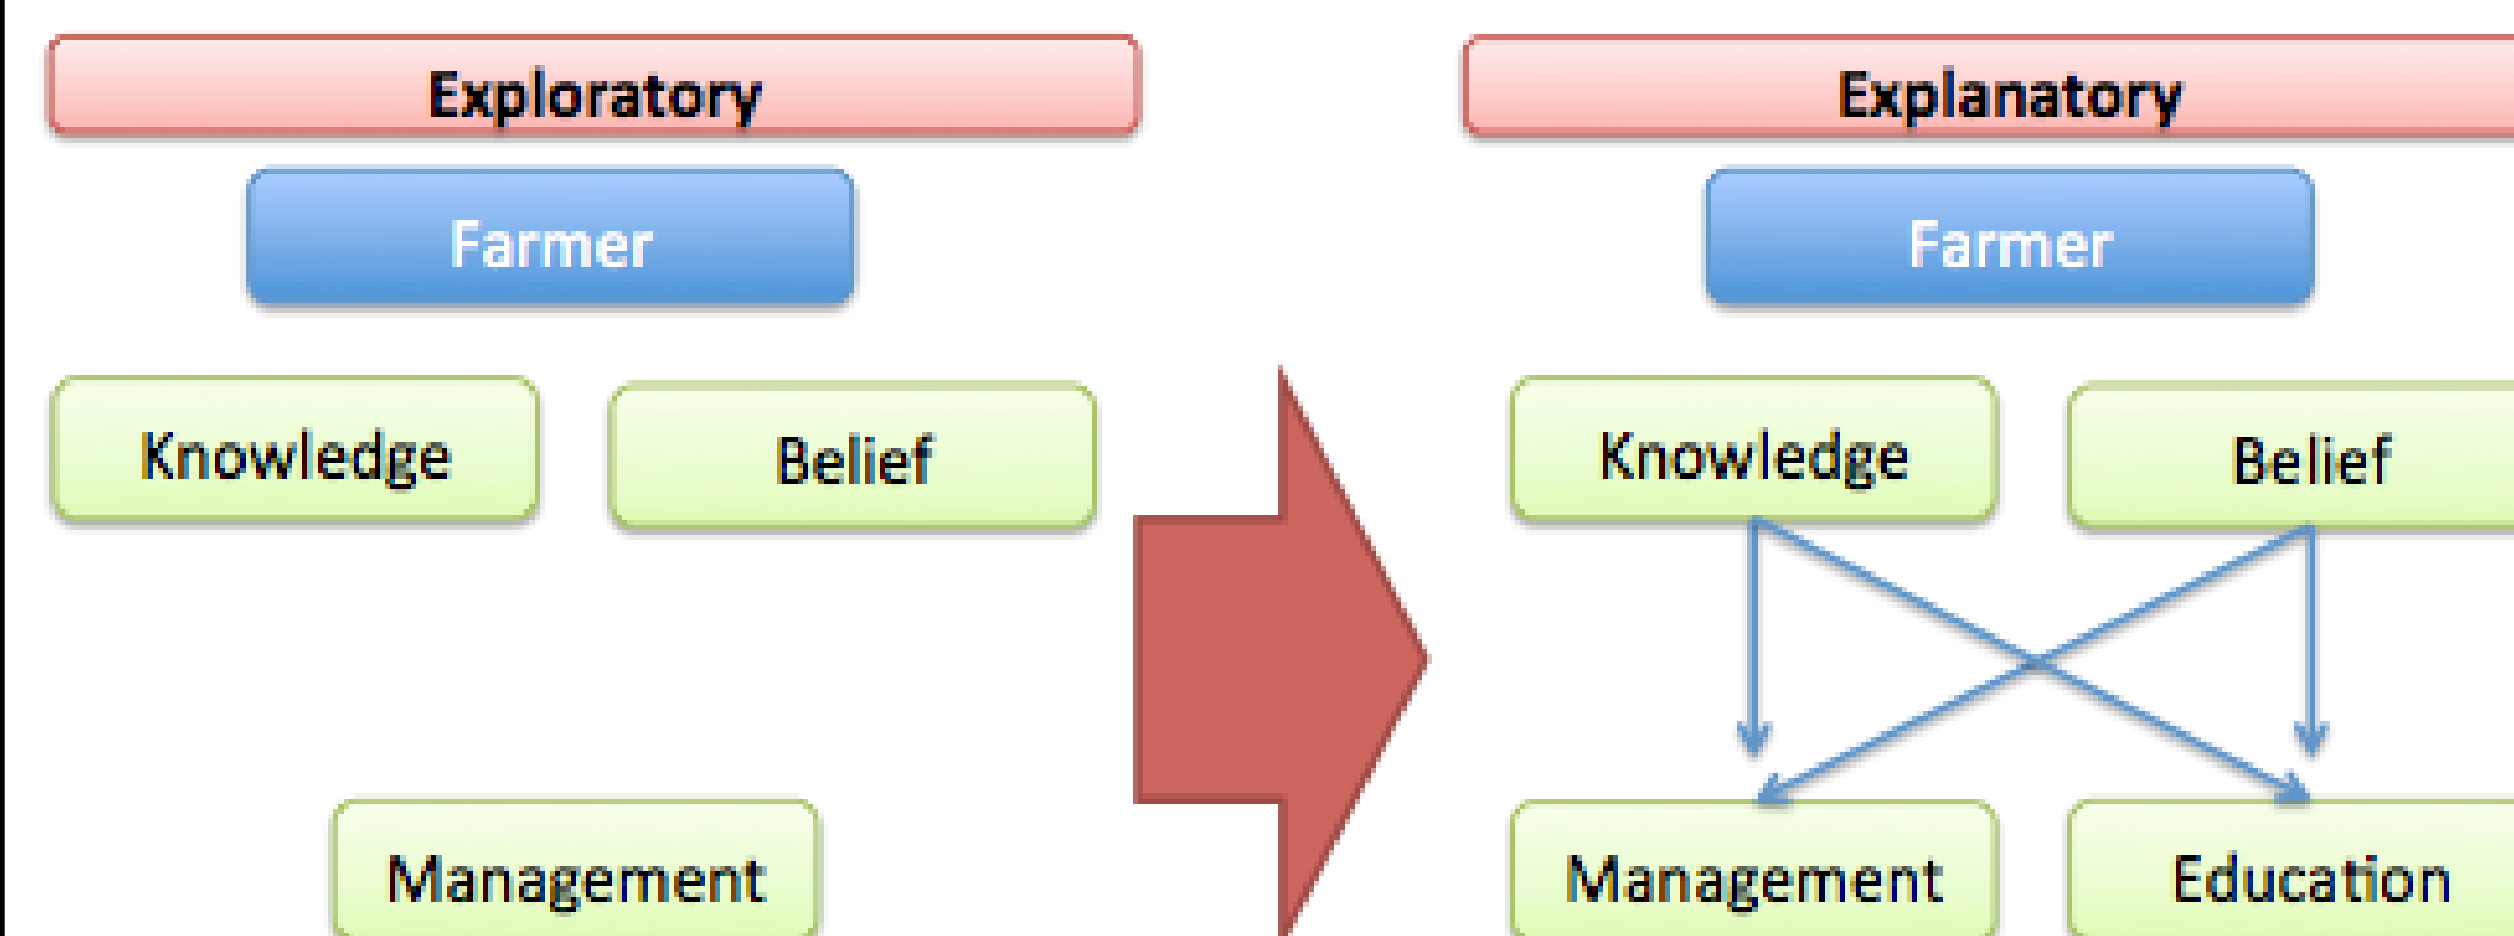 Exploratory
Farmer
Knowledge
Belief
Management
Explanatory
Farmer
Knowledge
Belief
Management
Education